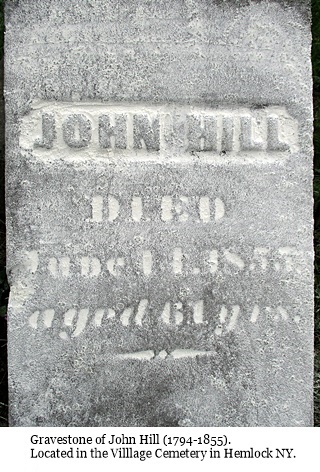 JOHN HILL
DIED
June 14, 1855
aged 61 yrs.
Gravestone of John Hill (1794-1855).
Located in the Villlage Cemetery in Hemlock NY.